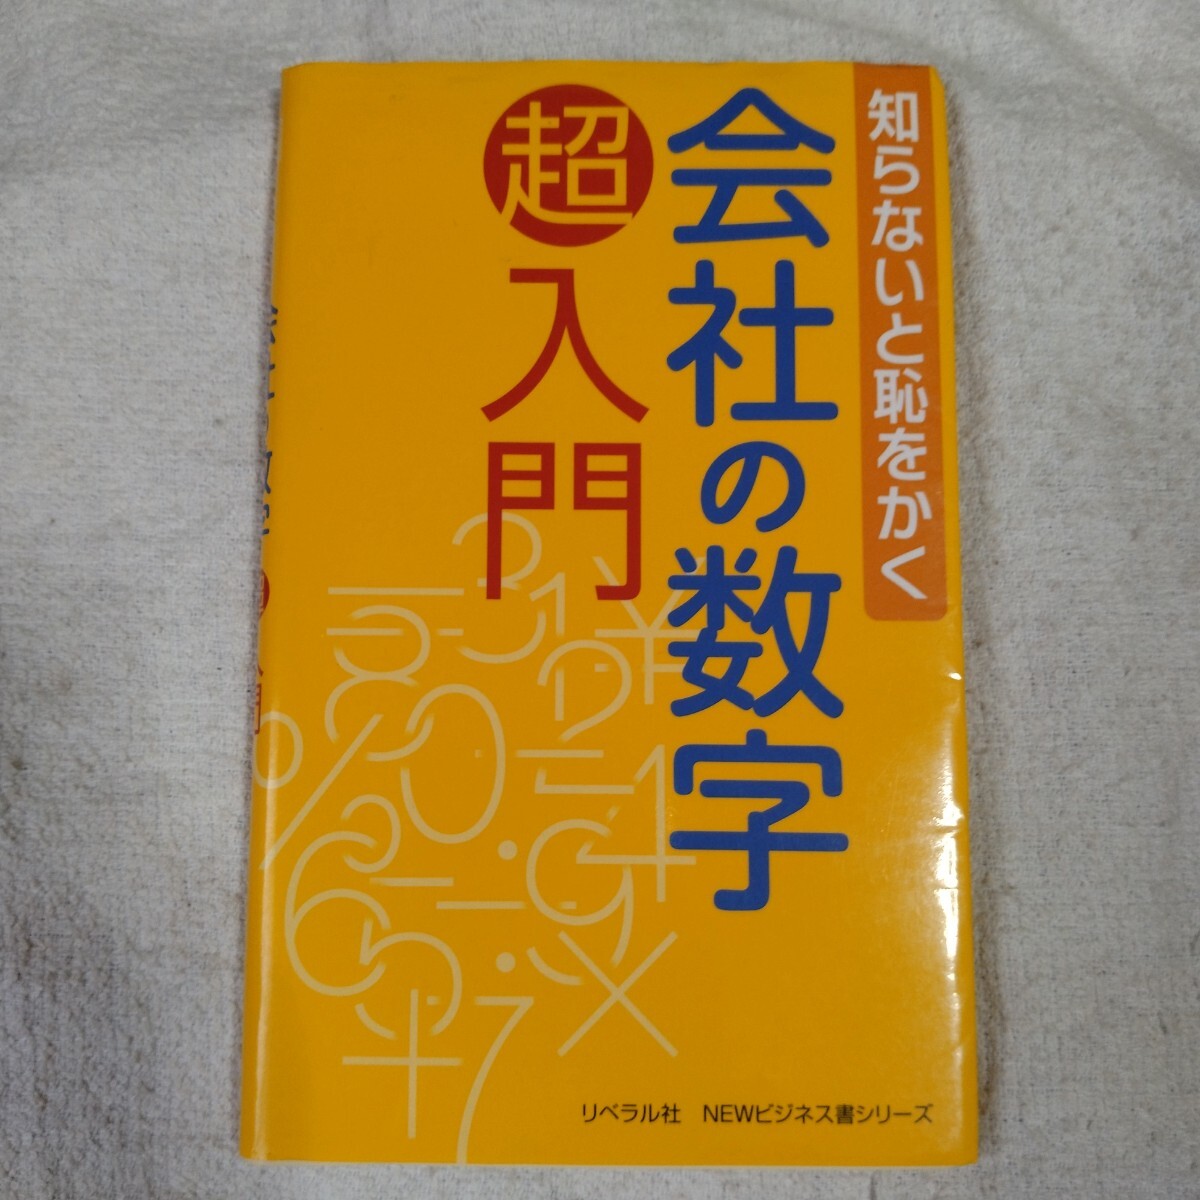 知らないと恥をかく
会社の数字
超入門
リベラル社　NEWビジネス書シリーズ